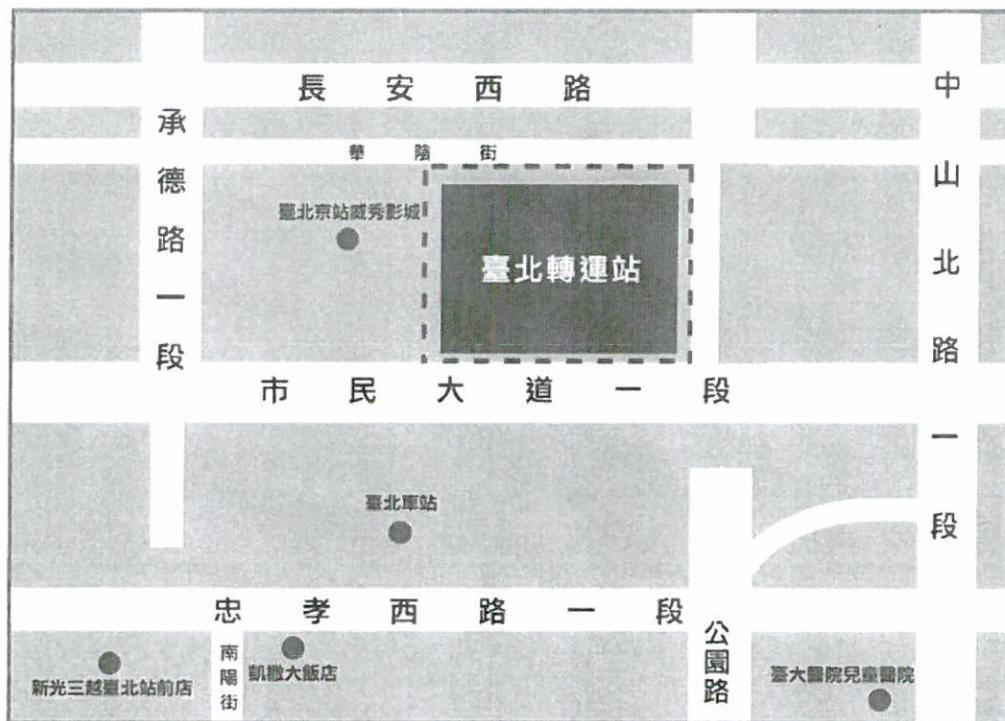 長安西路
承德路一段
中山北路一段
華陰街
臺北京站威秀影城
臺北轉運站
市民大道一段
臺北車站
忠孝西路一段
公園路
南陽街
凱撒大飯店
新光三越臺北站前店
臺大醫院兒童醫院